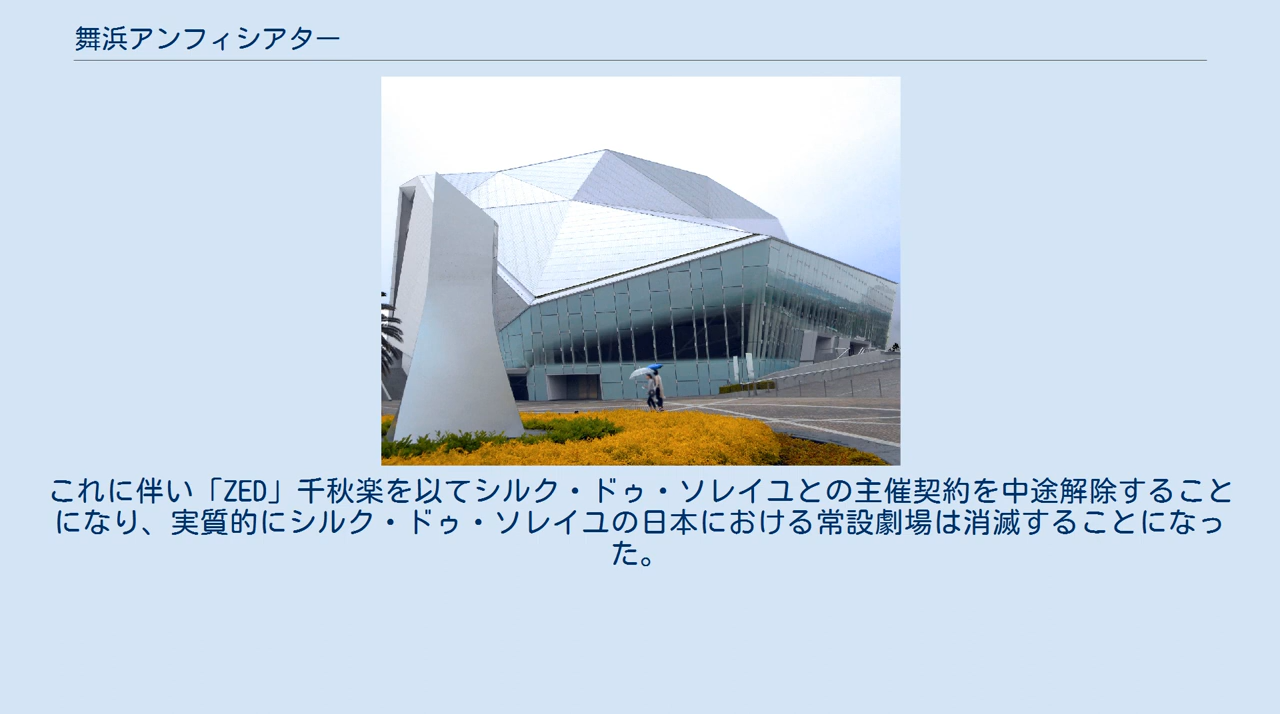 舞浜アンフィシアター
これに伴い「ZED」千秋楽を以てシルク・ドゥ・ソレイユとの主催契約を中途解除すること
になり、実質的にシルク・ドゥ・ソレイユの日本における常設劇場は消滅することになっ
た。